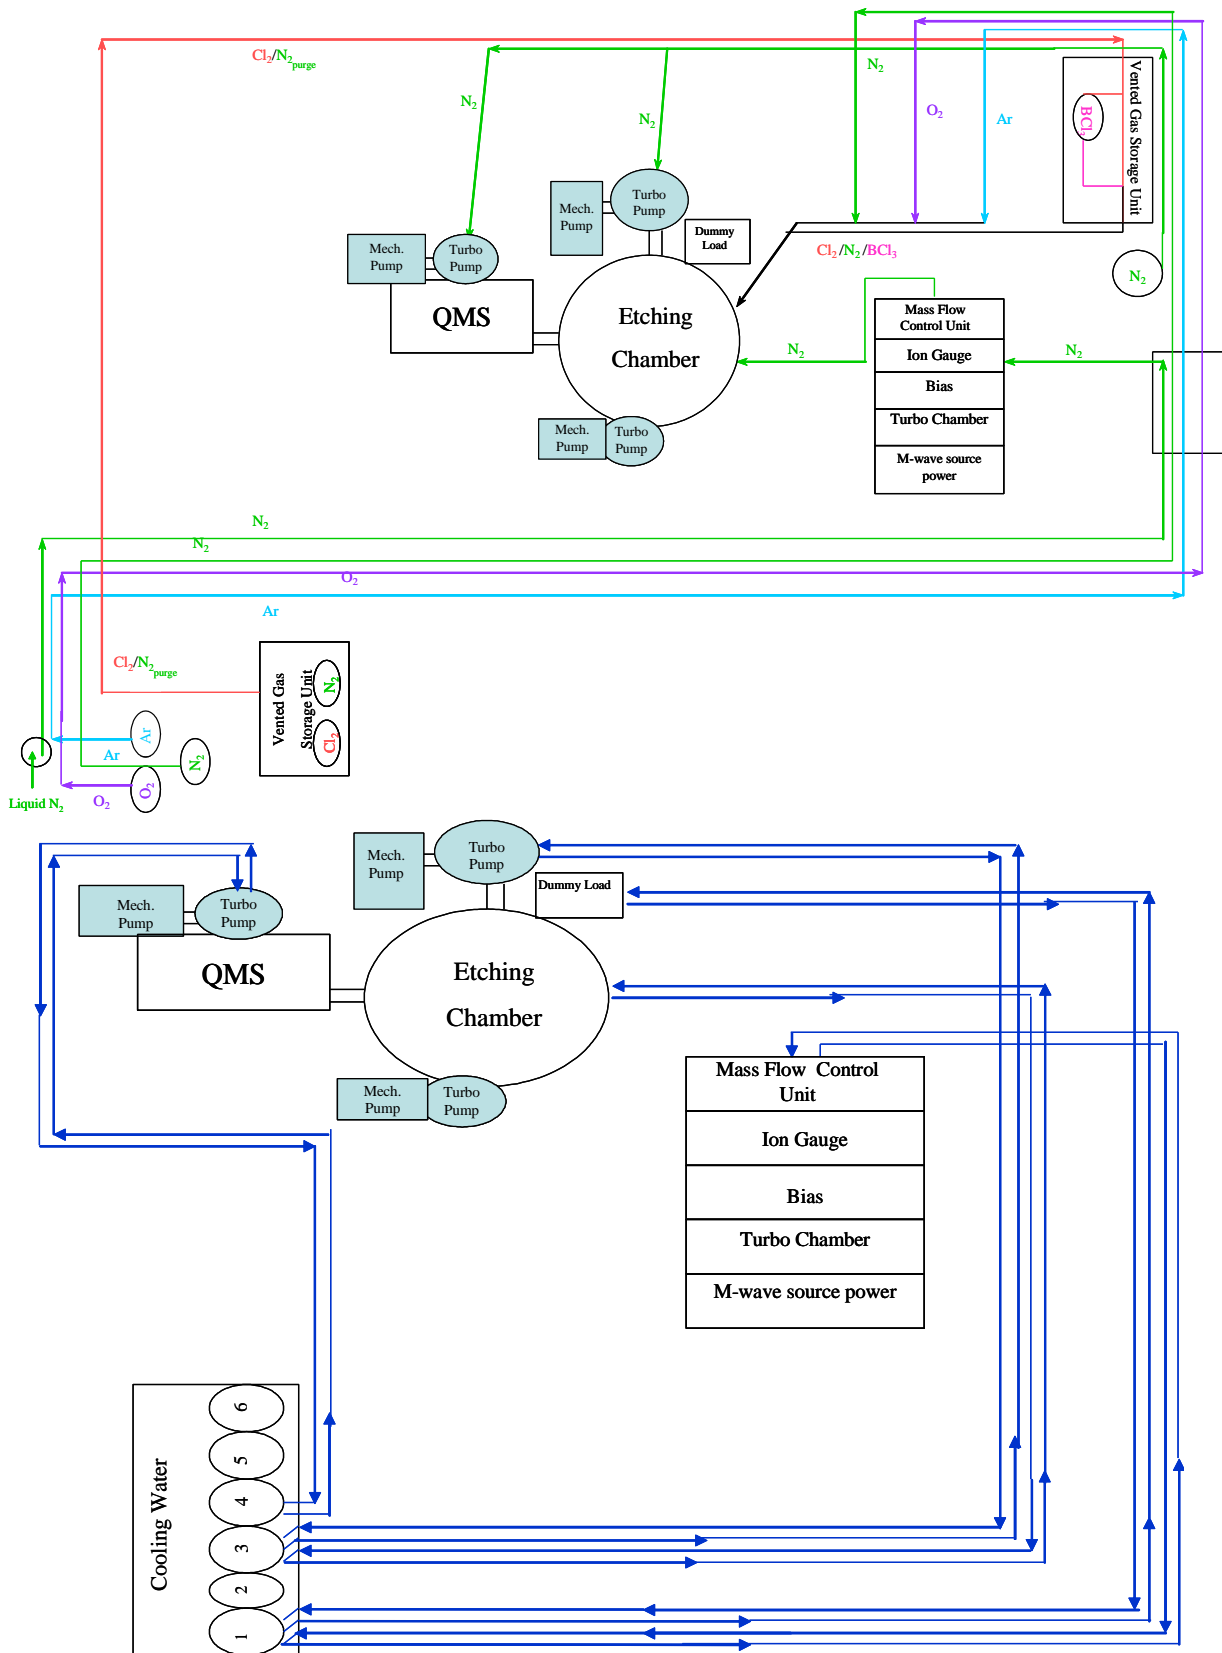 Cl2/N2purge
N2
O2
Ar
Vented Gas Storage Unit
BCl3
N2
N2
Turbo
Pump
Mech.
Pump
Dummy
Load
Mech.
Pump
Turbo
Pump
Cl2/N2/BCl3
N2
QMS
Etching
Chamber
Mass Flow
Control Unit
N2
Ion Gauge
N2
Bias
Turbo Chamber
Mech.
Pump
Turbo
Pump
M-wave source
power
N2
N2
O2
Ar
Cl2/N2purge
Vented Gas
Storage Unit
N2
Cl2
Ar
Ar
N2
O2
O2
Liquid N2
Mech.
Pump
Turbo
Pump
Dummy Load
Mech.
Pump
Turbo
Pump
QMS
Etching
Chamber
Mass Flow Control
Unit
Mech.
Pump
Turbo
Pump
Ion Gauge
Bias
Turbo Chamber
M-wave source power
Cooling Water
6
5
4
3
2
1